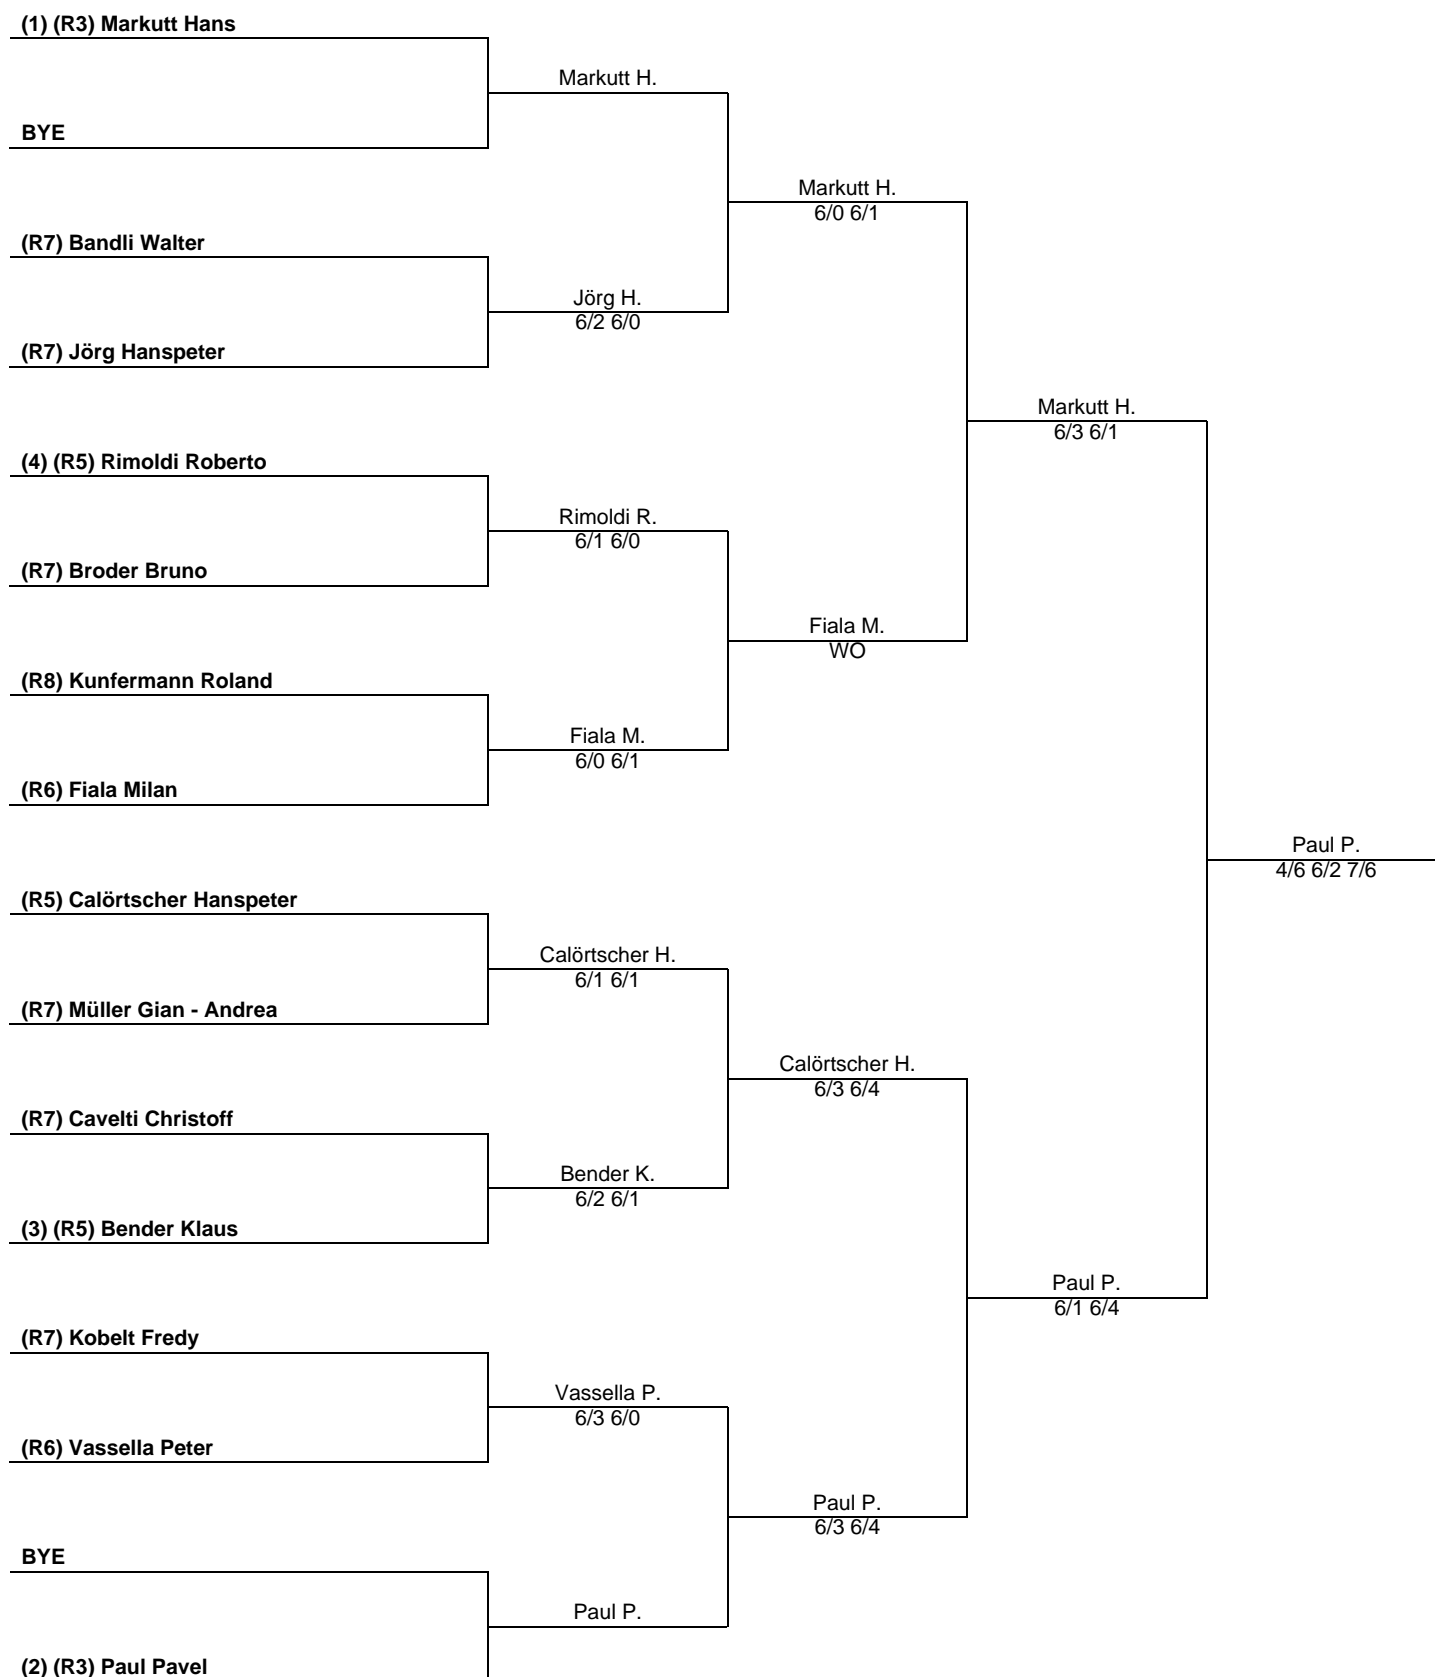 (1) (R3) Markutt Hans
Markutt H.
BYE
Markutt H.
6/0 6/1
(R7) Bandli Walter
Jörg H.
6/2 6/0
(R7) Jörg Hanspeter
Markutt H.
6/3 6/1
(4) (R5) Rimoldi Roberto
Rimoldi R.
6/1 6/0
(R7) Broder Bruno
Fiala M.
WO
(R8) Kunfermann Roland
Fiala M.
6/0 6/1
(R6) Fiala Milan
Paul P.
4/6 6/2 7/6
(R5) Calörtscher Hanspeter
Calörtscher H.
6/1 6/1
(R7) Müller Gian - Andrea
Calörtscher H.
6/3 6/4
(R7) Cavelti Christoff
Bender K.
6/2 6/1
(3) (R5) Bender Klaus
Paul P.
6/1 6/4
(R7) Kobelt Fredy
Vassella P.
6/3 6/0
(R6) Vassella Peter
Paul P.
6/3 6/4
BYE
Paul P.
(2) (R3) Paul Pavel